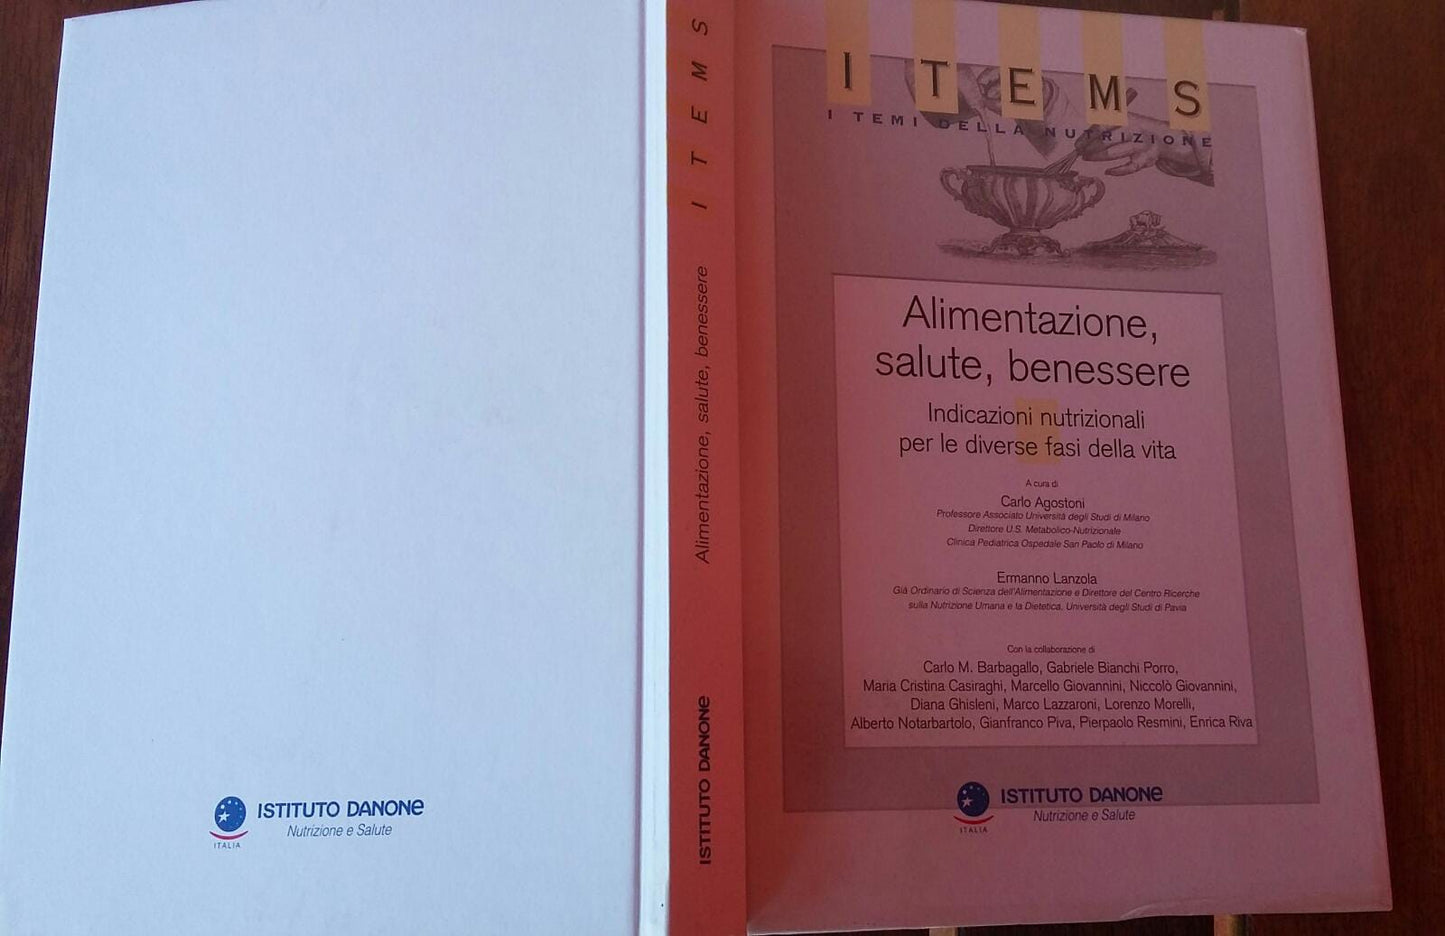 ISTITUTO DANONE
Nutrizione e Salute
ITALIA
ITEMS
Alimentazione, salute, benessere
ISTITUTO DANONE
ITEMS
I TEMI DELLA NUTRIZIONE
Alimentazione,
salute, benessere
Indicazioni nutrizionali
per le diverse fasi della vita
A cura di
Carlo Agostoni
Professore Associato Università degli Studi di Milano
Direttore U.S. Metabolico-Nutrizionale
Clinica Pediatrica Ospedale San Paolo di Milano
Ermanno Lanzola
Già Ordinario di Scienza dell'Alimentazione e Direttore del Centro Ricerche
sulla Nutrizione Umana e la Dietetica, Università degli Studi di Pavia
Con la collaborazione di
Carlo M. Barbagallo, Gabriele Bianchi Porro,
Maria Cristina Casiraghi, Marcello Giovannini, Niccolò Giovannini,
Diana Ghisleni, Marco Lazzaroni, Lorenzo Morelli,
Alberto Notarbartolo, Gianfranco Piva, Pierpaolo Resmini, Enrica Riva
ISTITUTO DANONE
Nutrizione e Salute
ITALIA